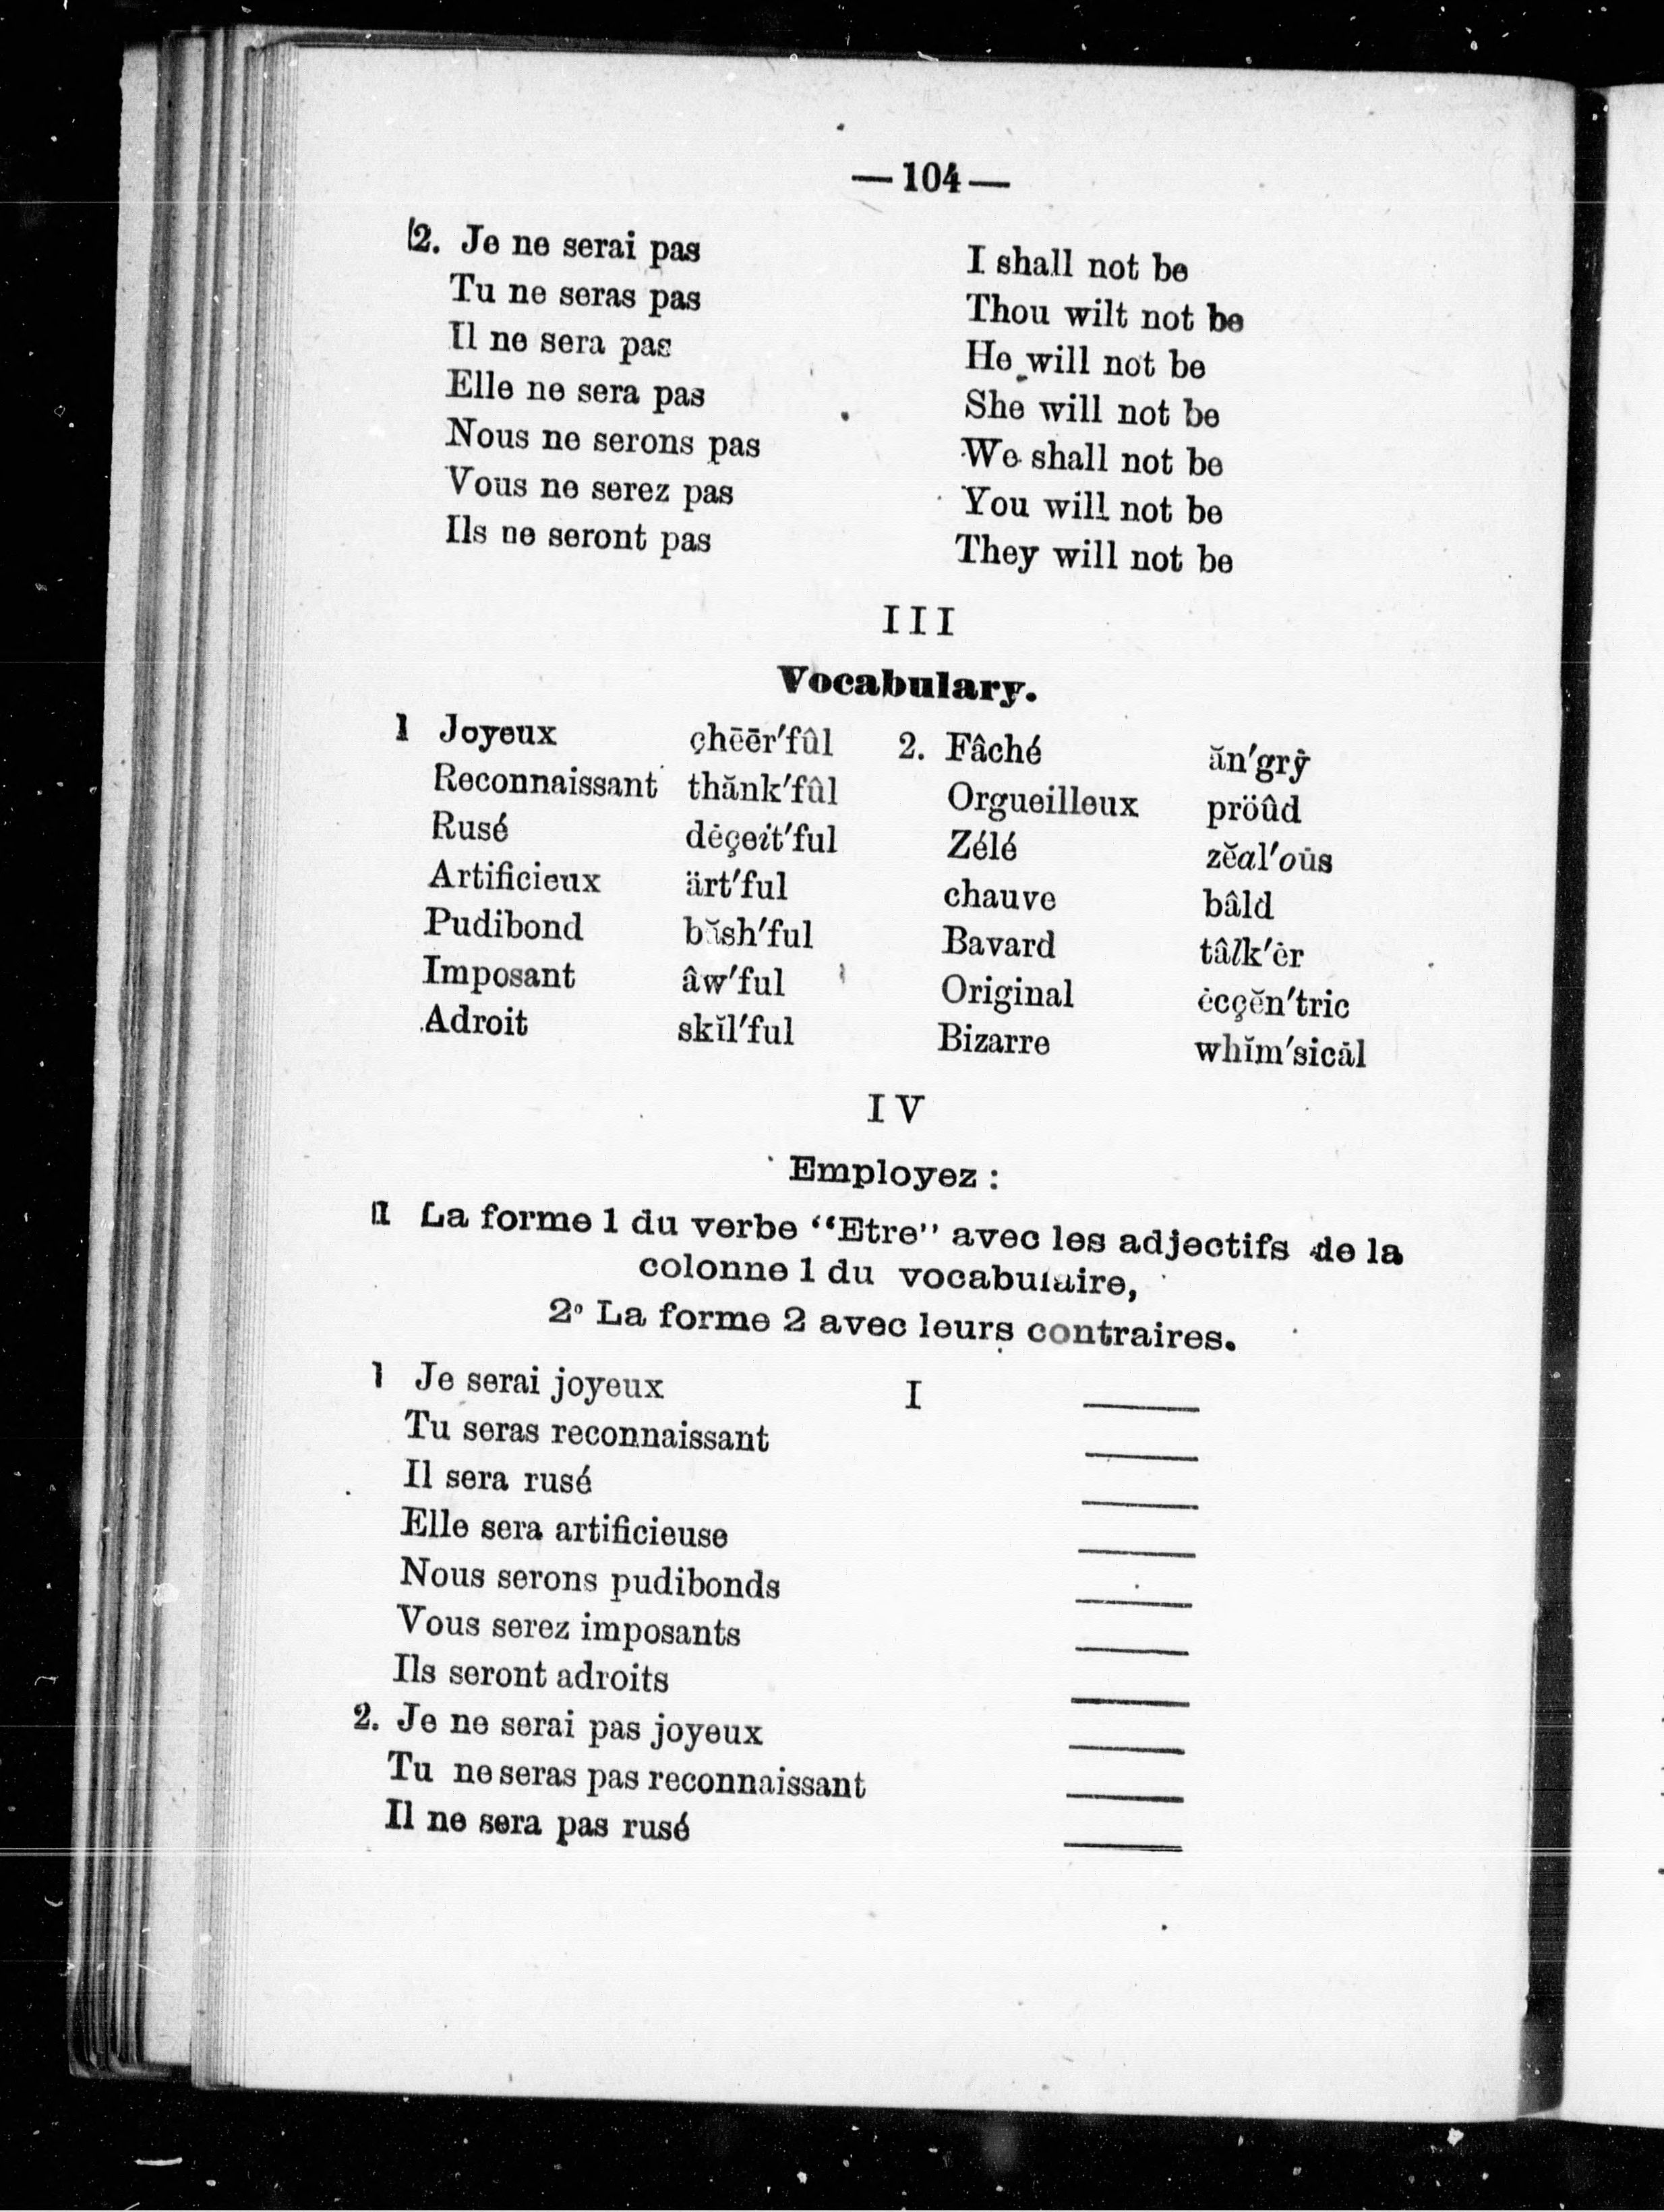 — 104 —
2. Je ne serai pas I shall not be
Tu ne seras pas Thou wilt not be
Il ne sera pas He will not be
Elle ne sera pas She will not be
Nous ne serons pas We shall not be
Vous ne serez pas You will not be
Ils ne seront pas They will not be
III
Vocabulary.
1 Joyeux çhēēr'fûl 2. Fâché ăn'grỹ
Reconnaissant thănk'fûl Orgueilleux pröûd
Rusé dėçeit'ful Zélé zĕal'oūs
Artificieux ärt'ful chauve bâld
Pudibond băsh'ful Bavard tâlk'ėr
Imposant âw'ful Original ėcçĕn'tric
Adroit skĭl'ful Bizarre whĭm'sicăl
IV
Employez :
1 La forme 1 du verbe "Etre" avec les adjectifs de la
colonne 1 du vocabulaire,
2º La forme 2 avec leurs contraires.
1 Je serai joyeux I ———
Tu seras reconnaissant ———
Il sera rusé ———
Elle sera artificieuse ———
Nous serons pudibonds ———
Vous serez imposants ———
Ils seront adroits ———
2. Je ne serai pas joyeux ———
Tu ne seras pas reconnaissant ———
Il ne sera pas rusé ———